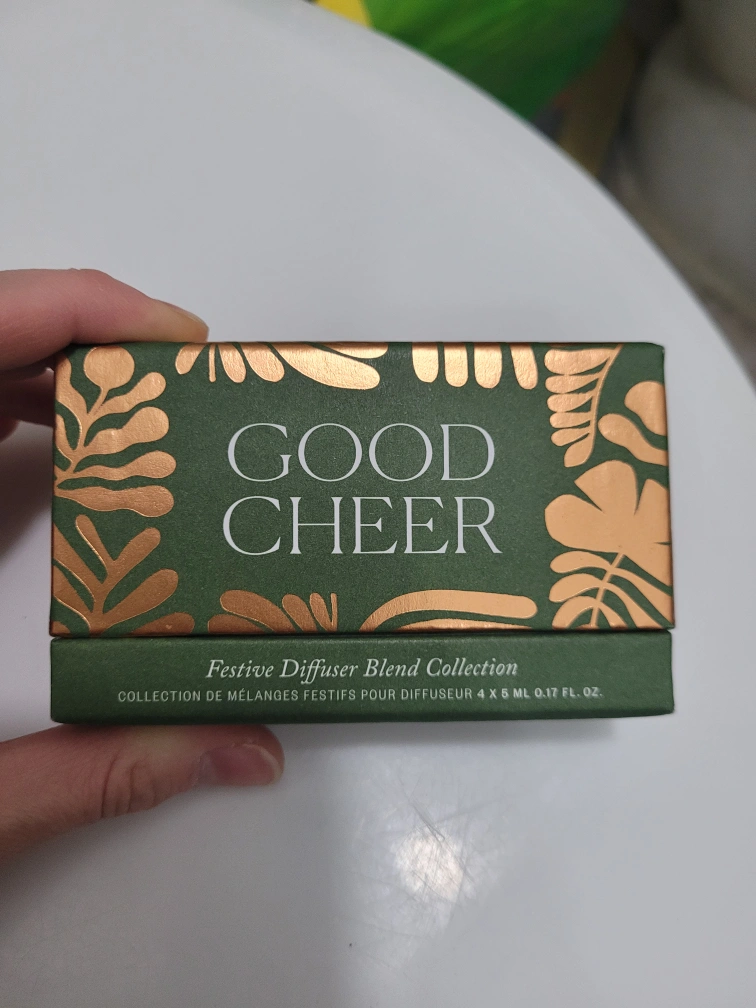 GOOD
CHEER
Festive Diffuser Blend Collection
COLLECTION DE MÉLANGES FESTIFS POUR DIFFUSEUR 4 X 5 ML 0.17 FL. OZ.